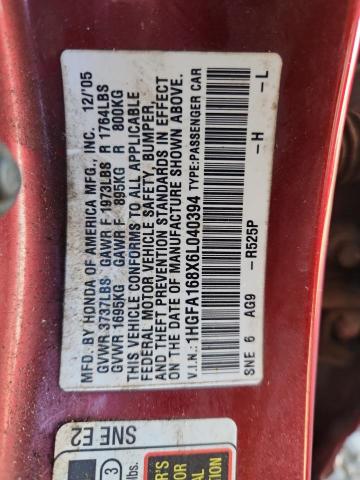 MFD. BY HONDA OF AMERICA MFG., INC. 12/'05
GVWR 3737LBS GAWR F 1973LBS R 1764LBS
GVWR 1695KG GAWR F 895KG R 800KG
THIS VEHICLE CONFORMS TO ALL APPLICABLE
FEDERAL MOTOR VEHICLE SAFETY, BUMPER,
AND THEFT PREVENTION STANDARDS IN EFFECT
ON THE DATE OF MANUFACTURE SHOWN ABOVE.
V.I.N.: 1HGFA168X6L040394 TYPE:PASSENGER CAR
SNE 6 AG9 -R525P -H -L
SNE E2
3
lbs.